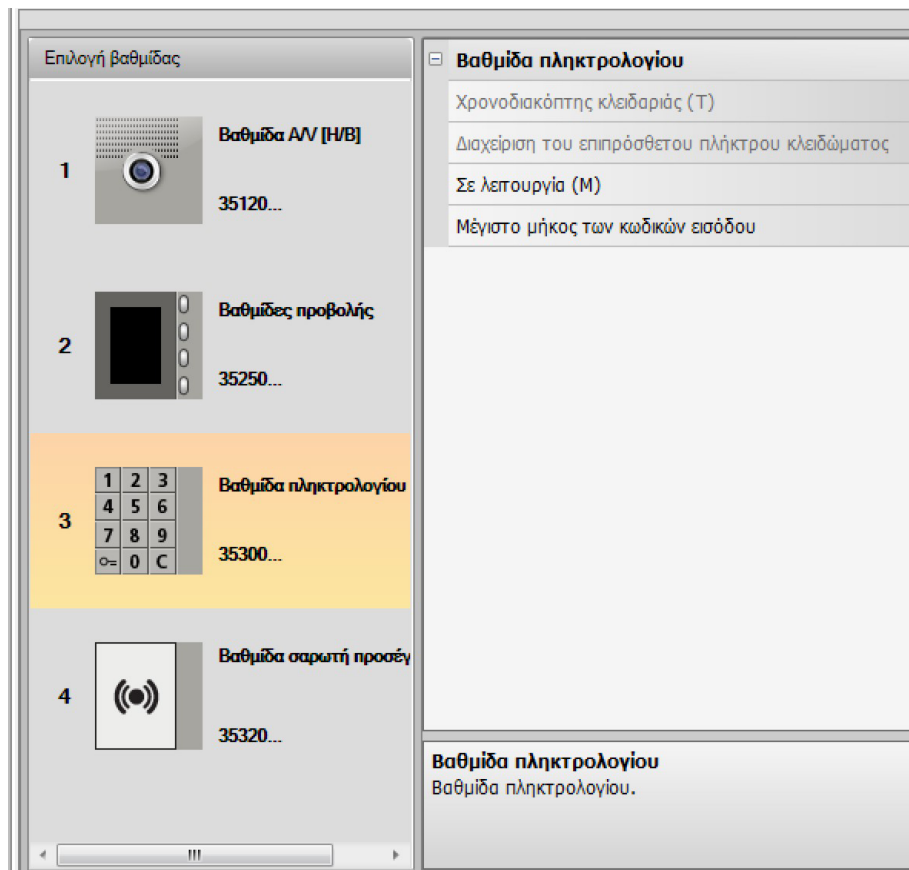 Επιλογή βαθμίδας
1
Βαθμίδα A/V [H/B]
35120...
2
Βαθμίδες προβολής
35250...
3
1 2 3
4 5 6
7 8 9
0 C
Βαθμίδα πληκτρολογίου
35300...
4
Βαθμίδα σαρωτή προσέγ
35320...
Βαθμίδα πληκτρολογίου
Χρονοδιακόπτης κλειδαριάς (T)
Διαχείριση του επιπρόσθετου πλήκτρου κλειδώματος
Σε λειτουργία (M)
Μέγιστο μήκος των κωδικών εισόδου
Βαθμίδα πληκτρολογίου
Βαθμίδα πληκτρολογίου.